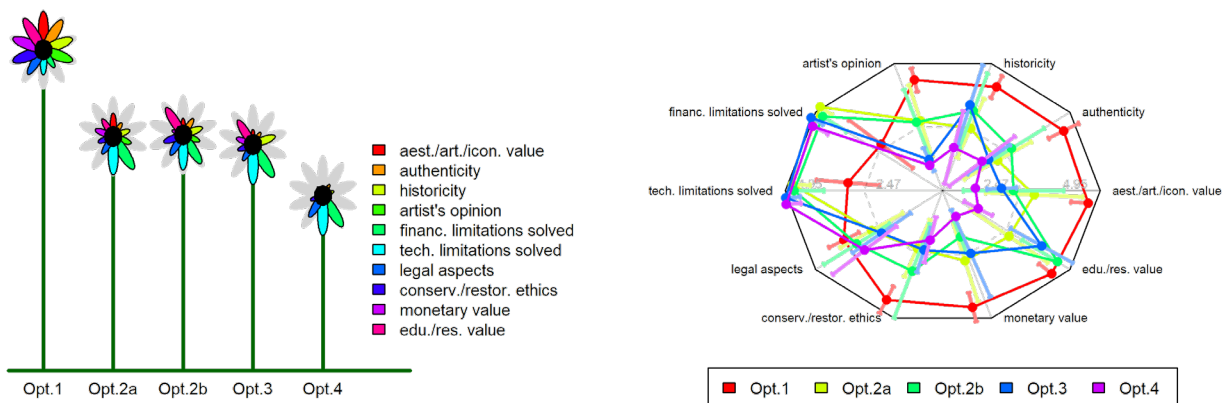 aest./art./icon. value
authenticity
historicity
artist's opinion
financ. limitations solved
tech. limitations solved
legal aspects
conserv./restor. ethics
monetary value
edu./res. value
Opt.1
Opt.2a
Opt.2b
Opt.3
Opt.4
artist's opinion
historicity
financ. limitations solved
authenticity
tech. limitations solved
2.47
4.95
aest./art./icon. value
legal aspects
edu./res. value
conserv./restor. ethics
monetary value
Opt.1
Opt.2a
Opt.2b
Opt.3
Opt.4